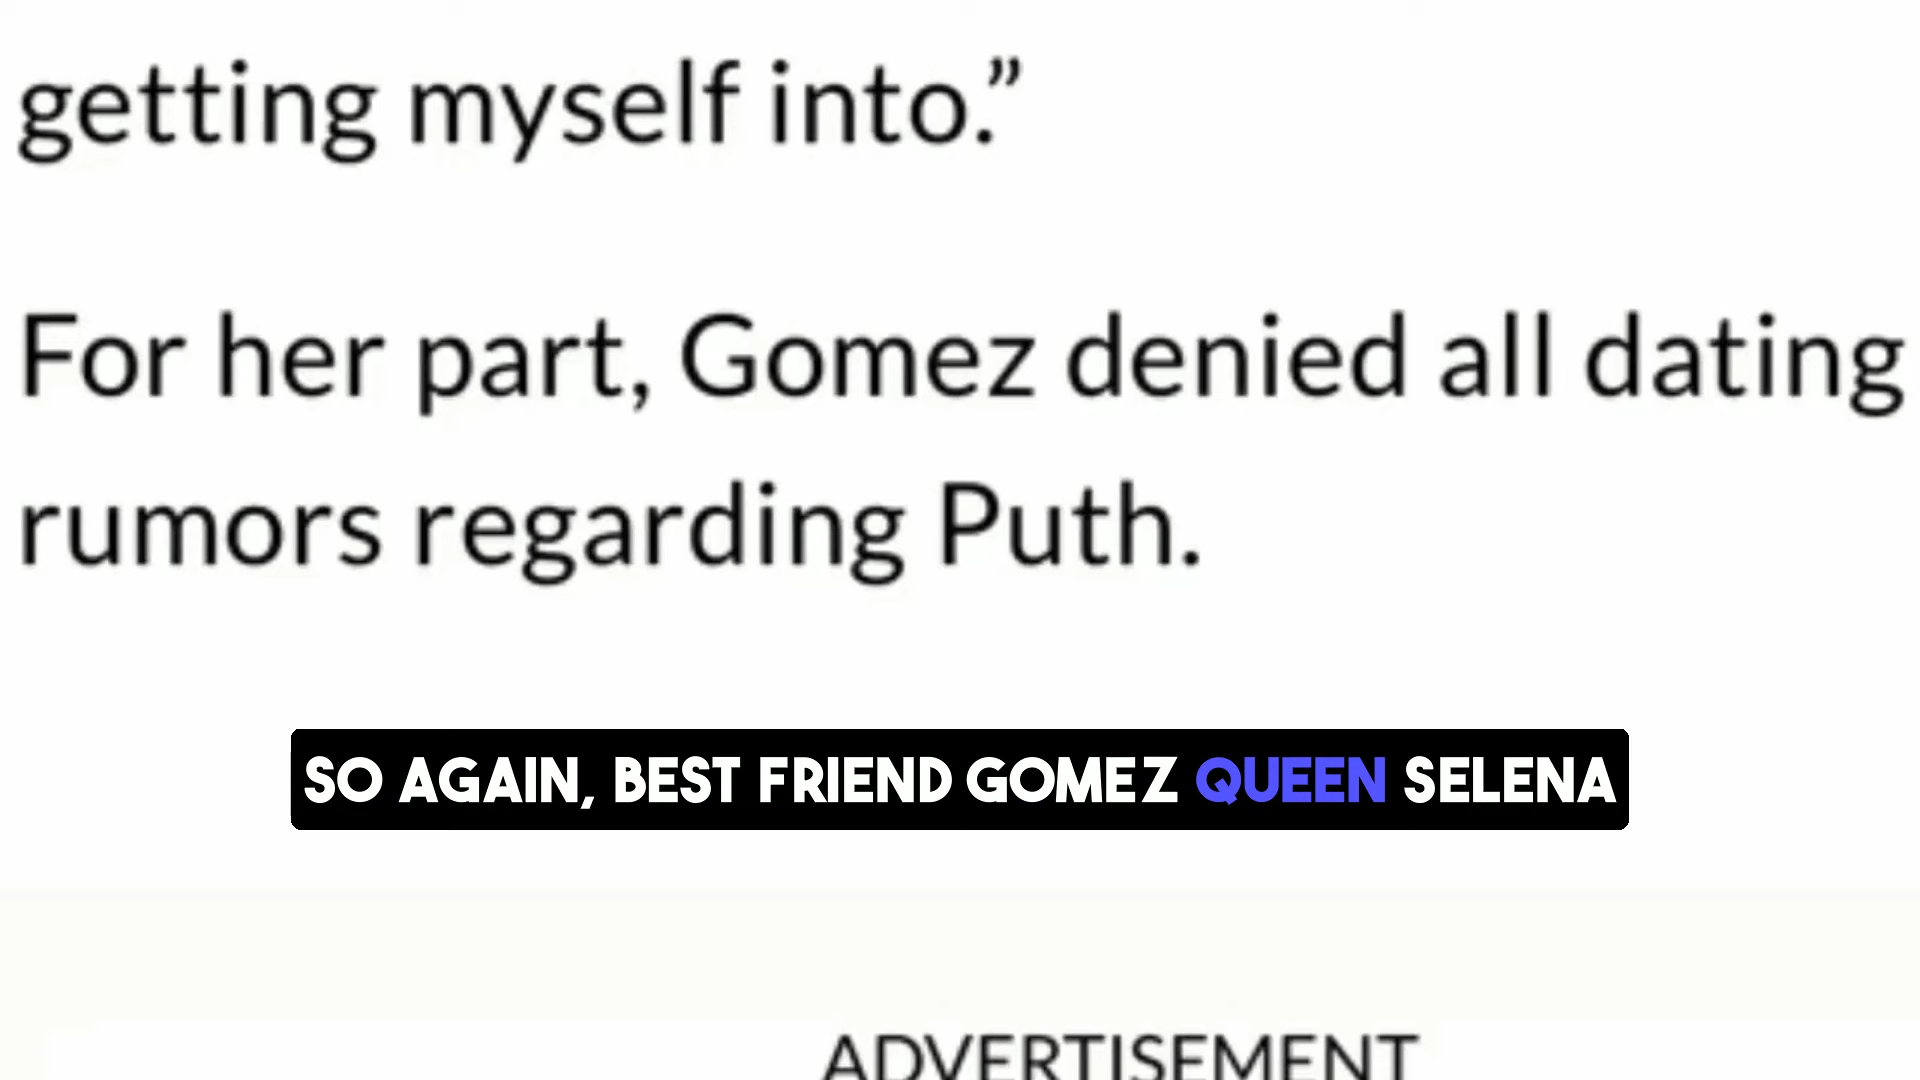 getting myself into.”
For her part, Gomez denied all dating
rumors regarding Puth.
SO AGAIN, BEST FRIEND GOMEZ QUEEN SELENA
ADVERTISEMENT